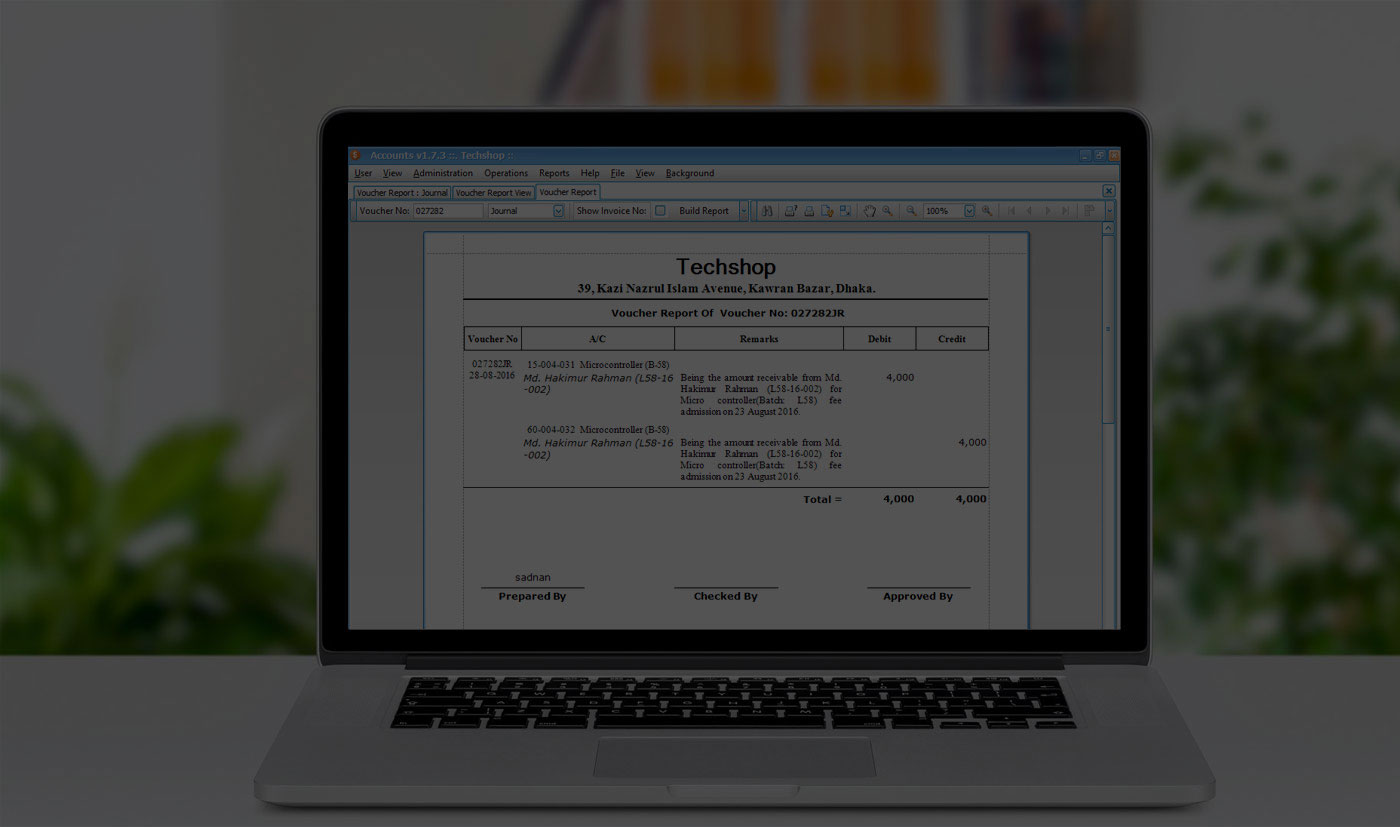 Accounts v1.7.3 ::. Techshop ::.
User View Administration Operations Reports Help File View Background
Voucher Report : Journal Voucher Report View Voucher Report
Voucher No: 027282 Journal Show Invoice No: Build Report 100%
Techshop
39, Kazi Nazrul Islam Avenue, Kawran Bazar, Dhaka.
Voucher Report Of Voucher No: 027282JR
Voucher No A/C Remarks Debit Credit
027282JR 15-004-031 Microcontroller (B-58)
28-08-2016 Md. Hakimur Rahman (L58-16 Being the amount receivable from Md. 4,000
-002) Hakimur Rahman (L58-16-002) for
Micro controller(Batch: L58) fee
admission on 23 August 2016.
60-004-032 Microcontroller (B-58)
Md. Hakimur Rahman (L58-16 Being the amount receivable from Md. 4,000
-002) Hakimur Rahman (L58-16-002) for
Micro controller(Batch: L58) fee
admission on 23 August 2016.
Total = 4,000 4,000
sadnan
Prepared By Checked By Approved By